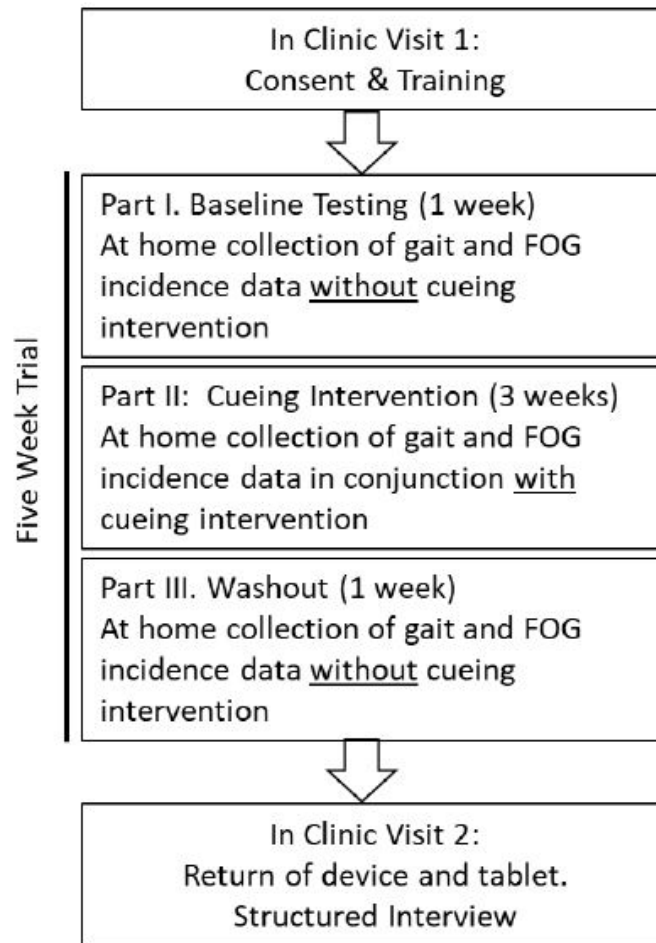 In Clinic Visit 1:
Consent & Training
Five Week Trial
Part I. Baseline Testing (1 week)
At home collection of gait and FOG
incidence data without cueing
intervention
Part II:  Cueing Intervention (3 weeks)
At home collection of gait and FOG
incidence data in conjunction with
cueing intervention
Part III. Washout (1 week)
At home collection of gait and FOG
incidence data without cueing
intervention
In Clinic Visit 2:
Return of device and tablet.
Structured Interview